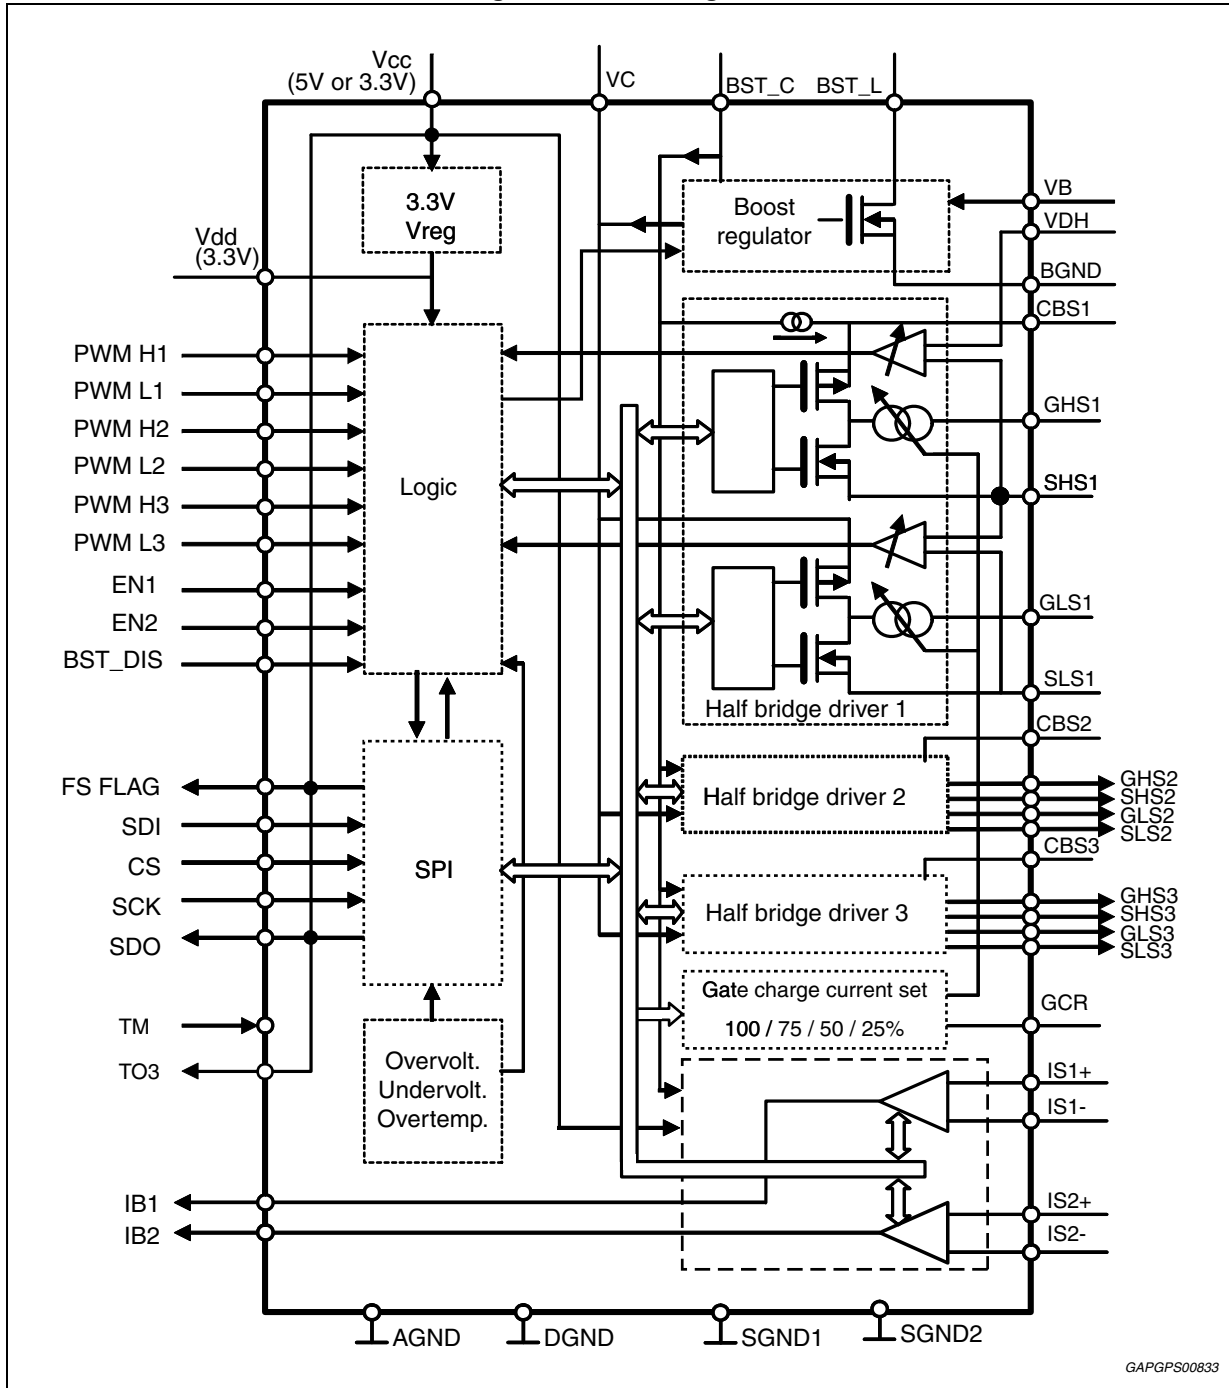 Vcc
(5V or 3.3V)
VC
BST_C
BST_L
3.3V
Vreg
Boost
regulator
VB
VDH
BGND
CBS1
Vdd
(3.3V)
PWM H1
PWM L1
PWM H2
PWM L2
PWM H3
PWM L3
EN1
EN2
BST_DIS
Logic
GHS1
SHS1
GLS1
SLS1
Half bridge driver 1
CBS2
FS FLAG
SDI
CS
SCK
SDO
SPI
Half bridge driver 2
GHS2
SHS2
GLS2
SLS2
CBS3
Half bridge driver 3
GHS3
SHS3
GLS3
SLS3
Gate charge current set
100 / 75 / 50 / 25%
GCR
TM
TO3
Overvolt.
Undervolt.
Overtemp.
IS1+
IS1-
IB1
IB2
IS2+
IS2-
AGND
DGND
SGND1
SGND2
GAPGPS00833